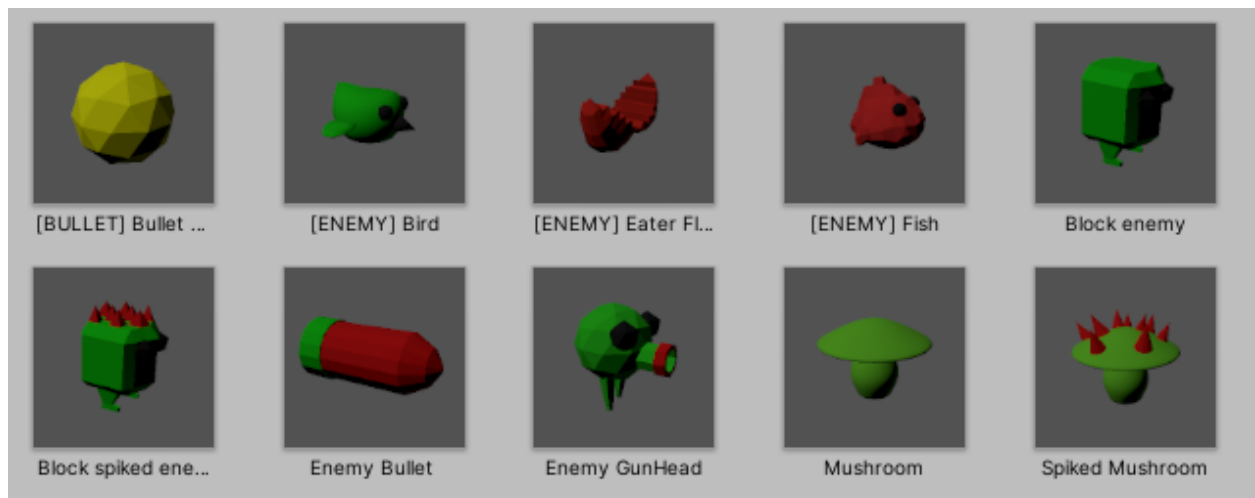 [BULLET] Bullet ...
[ENEMY] Bird
[ENEMY] Eater Fl...
[ENEMY] Fish
Block enemy
Block spiked ene...
Enemy Bullet
Enemy GunHead
Mushroom
Spiked Mushroom